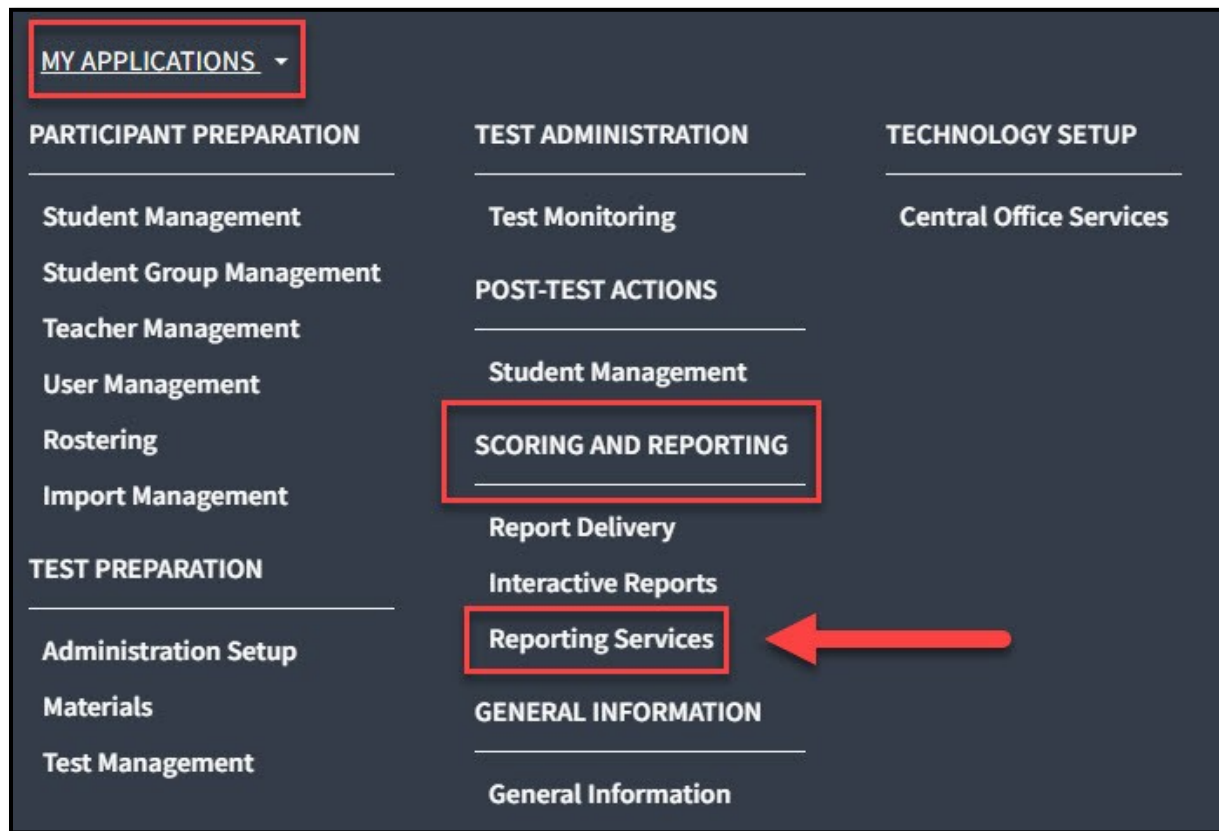 MY APPLICATIONS
PARTICIPANT PREPARATION
Student Management
Student Group Management
Teacher Management
User Management
Rostering
Import Management
TEST PREPARATION
Administration Setup
Materials
Test Management
TEST ADMINISTRATION
Test Monitoring
POST-TEST ACTIONS
Student Management
SCORING AND REPORTING
Report Delivery
Interactive Reports
Reporting Services
GENERAL INFORMATION
General Information
TECHNOLOGY SETUP
Central Office Services